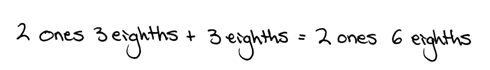 2 ones 3 eighths + 3 eighths = 2 ones 6 eighths